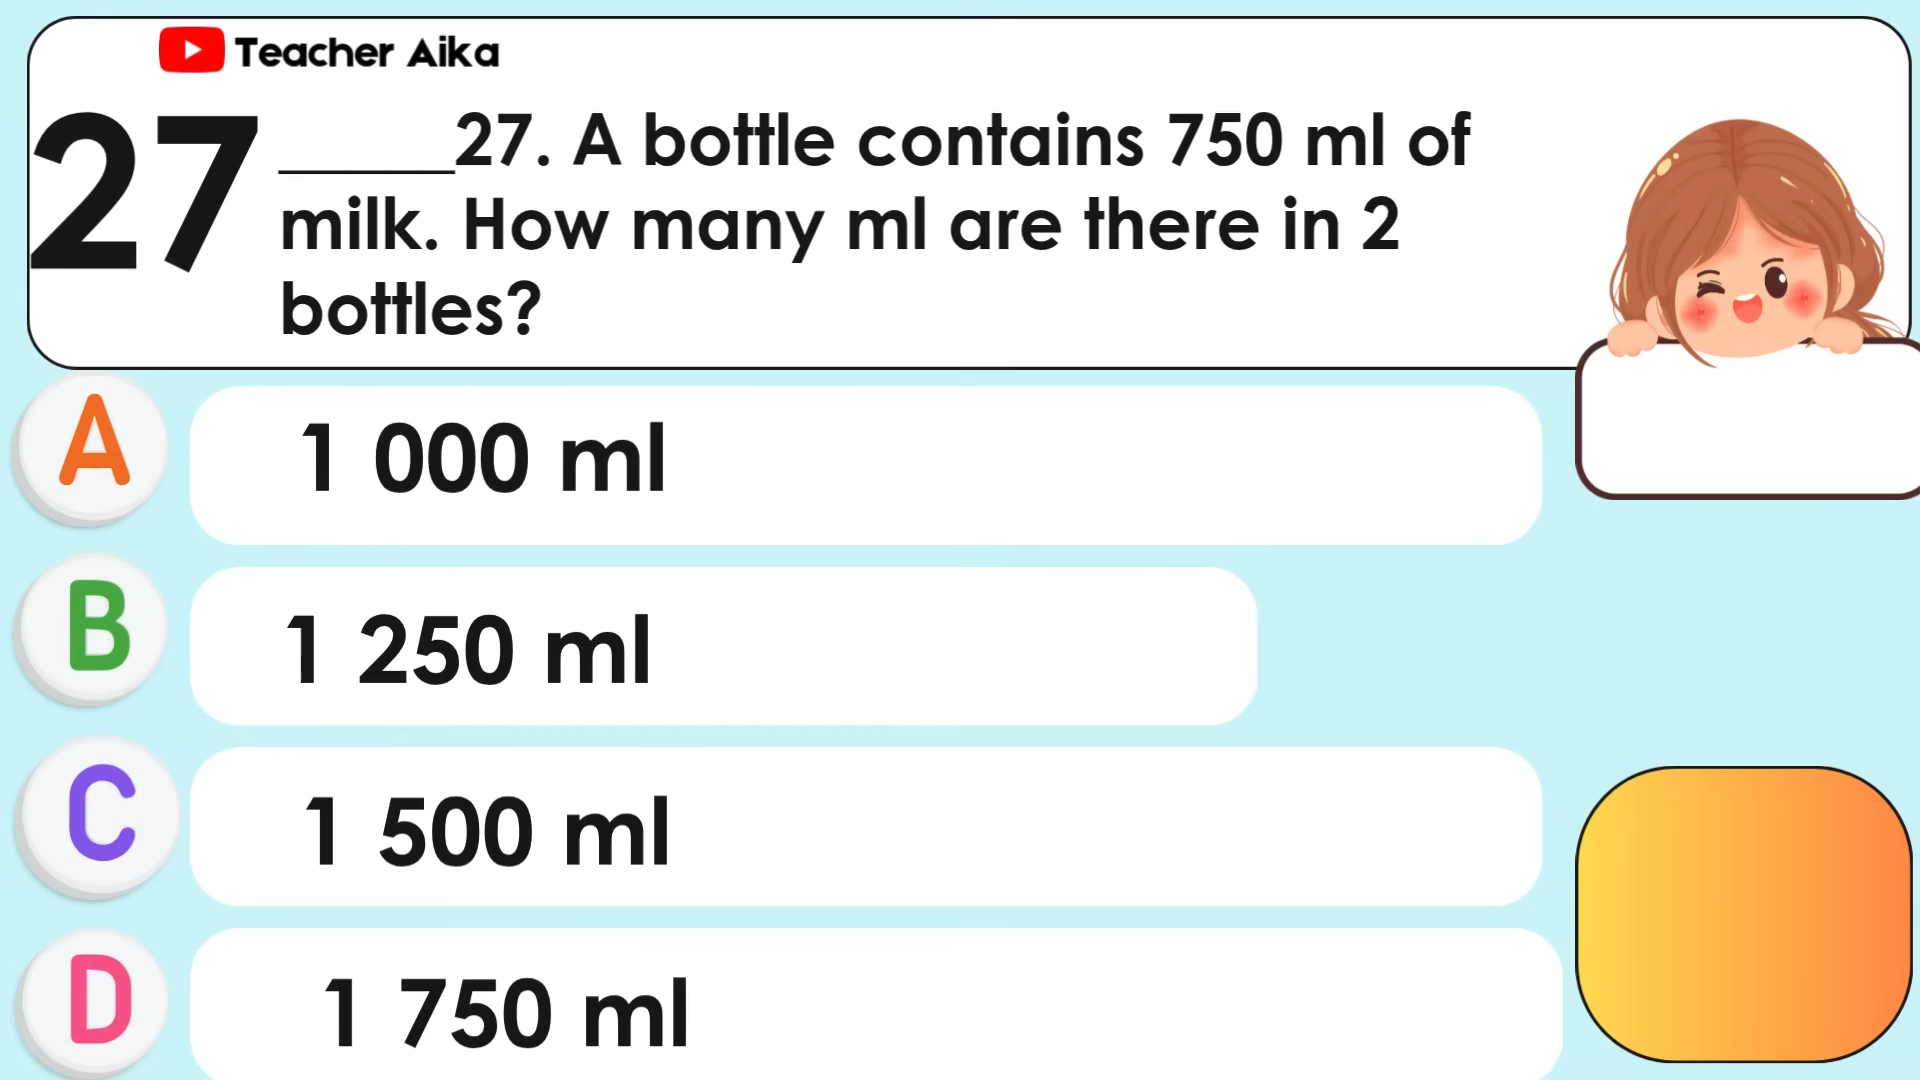 Teacher Aika
27
_____27. A bottle contains 750 ml of
milk. How many ml are there in 2
bottles?
A
1 000 ml
B
1 250 ml
C
1 500 ml
D
1 750 ml